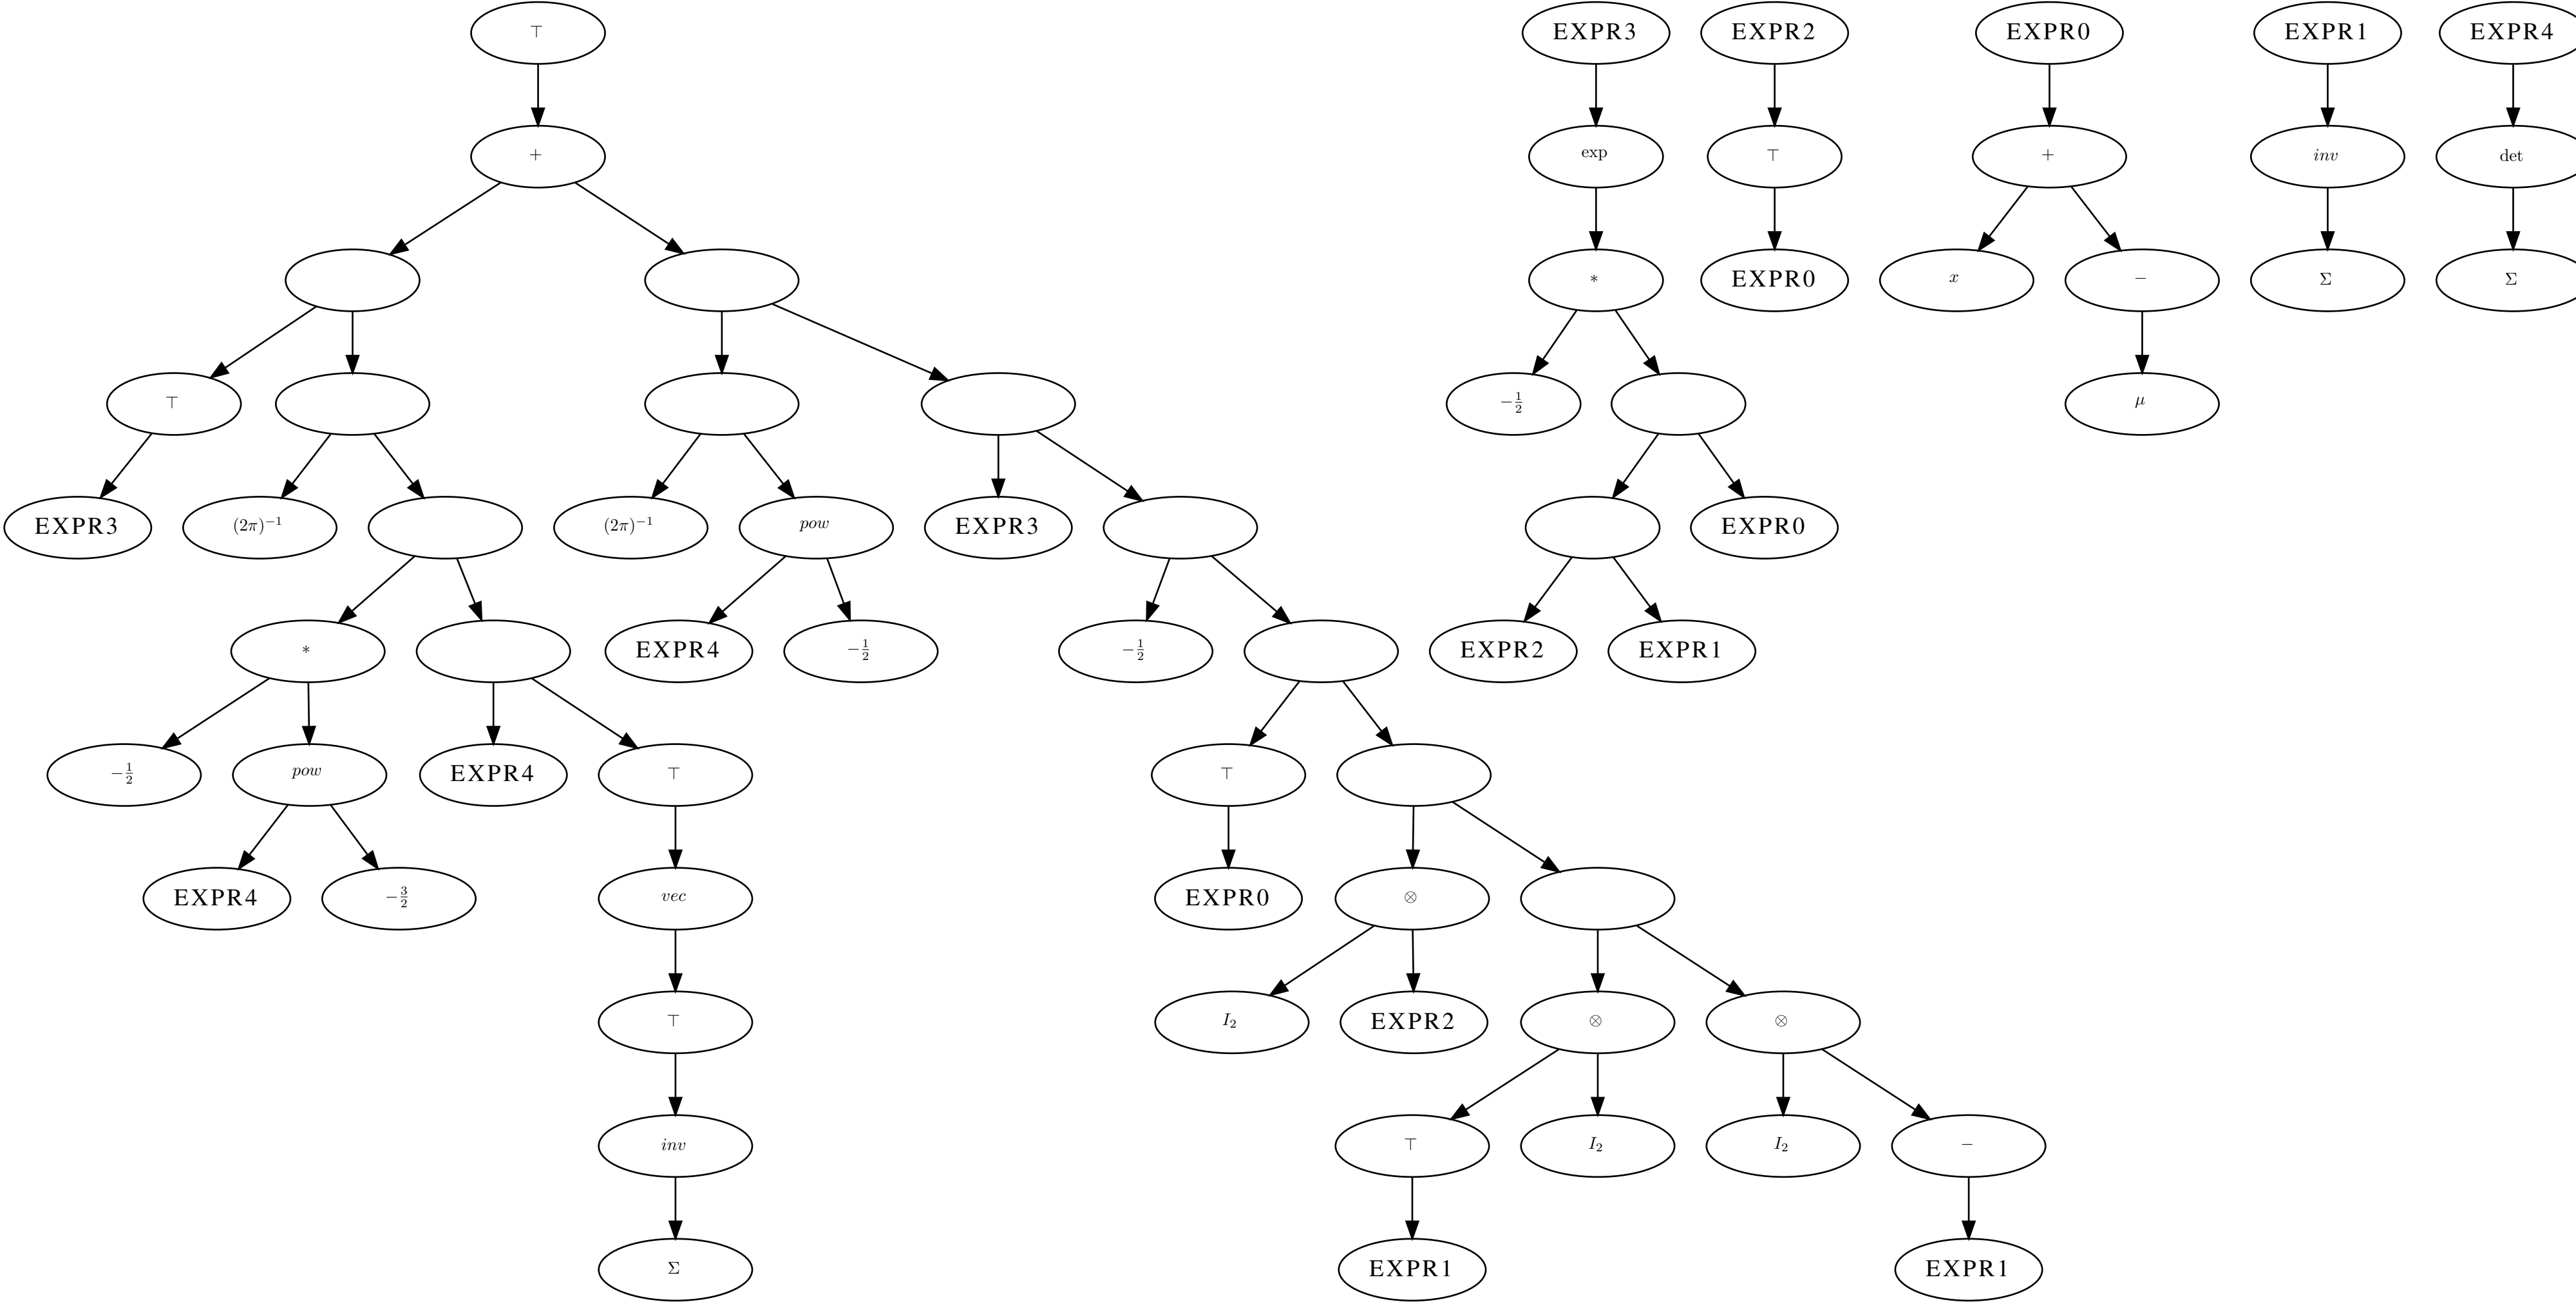 ⊤ EXPR3 EXPR2 EXPR0 EXPR1 EXPR4
+ exp ⊤ + inv det
* EXPR0 x − Σ Σ
⊤ −1/2 μ
EXPR3 (2π)⁻¹ (2π)⁻¹ pow EXPR3 EXPR0
* EXPR4 −1/2 −1/2 EXPR2 EXPR1
−1/2 pow EXPR4 ⊤ ⊤
EXPR4 −3/2 vec EXPR0 ⊗
⊤ I₂ EXPR2 ⊗ ⊗
inv ⊤ I₂ I₂ −
Σ EXPR1 EXPR1